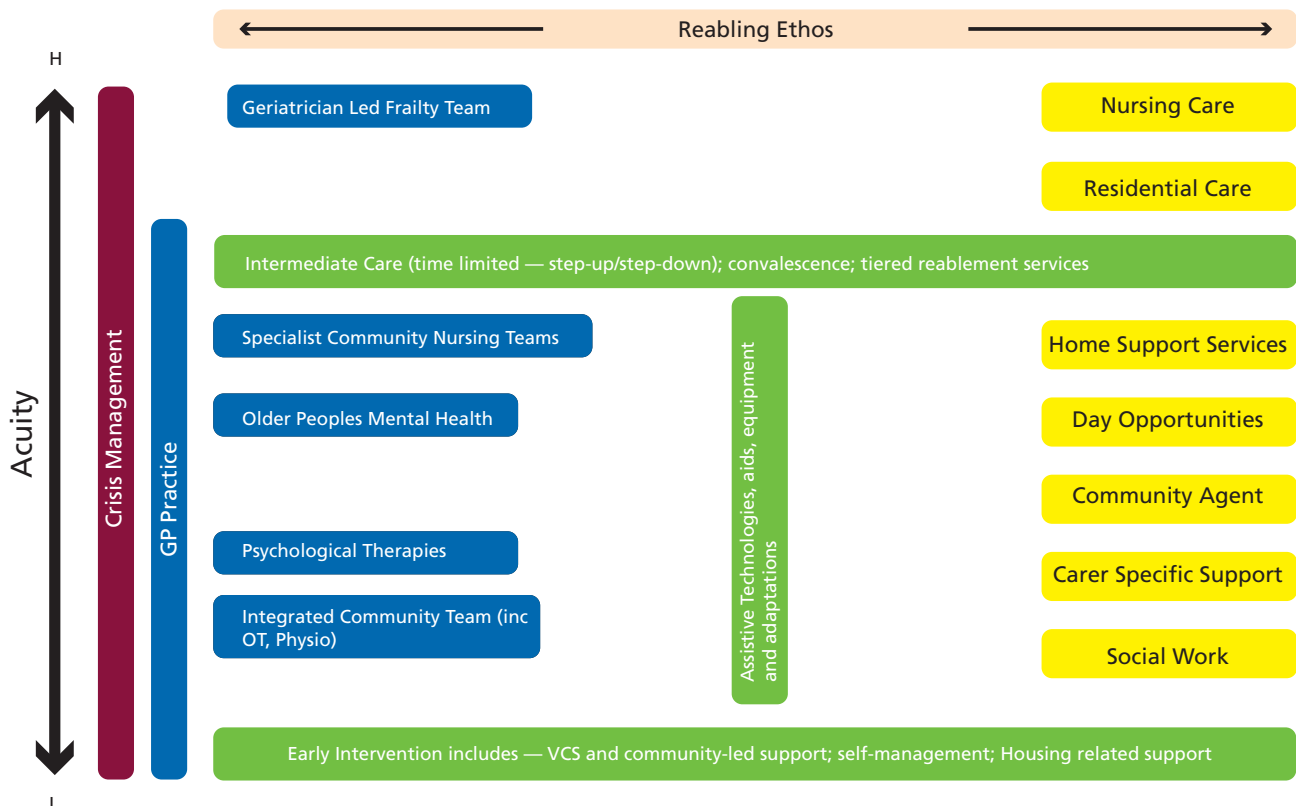 Reabling Ethos
H
Geriatrician Led Frailty Team
Nursing Care
Residential Care
Intermediate Care (time limited — step-up/step-down); convalescence; tiered reablement services
Specialist Community Nursing Teams
Home Support Services
Older Peoples Mental Health
Day Opportunities
Acuity
Crisis Management
GP Practice
Assistive Technologies, aids, equipment
and adaptations
Community Agent
Psychological Therapies
Carer Specific Support
Integrated Community Team (inc
OT, Physio)
Social Work
Early Intervention includes — VCS and community-led support; self-management; Housing related support
L